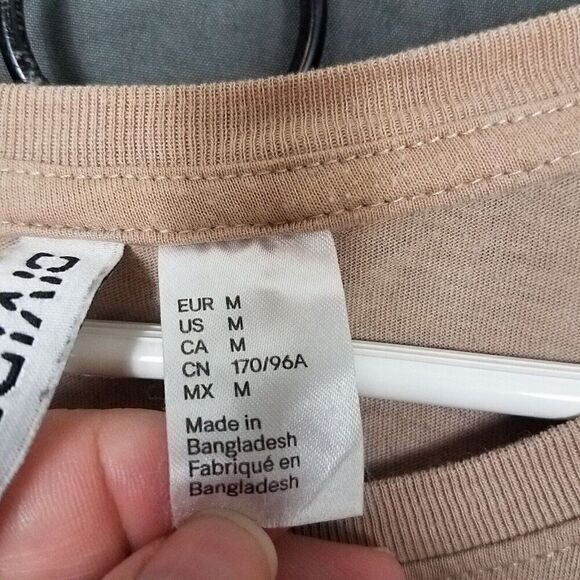 EUR M
US M
CA M
CN 170/96A
MX M
Made in
Bangladesh
Fabriqué en
Bangladesh